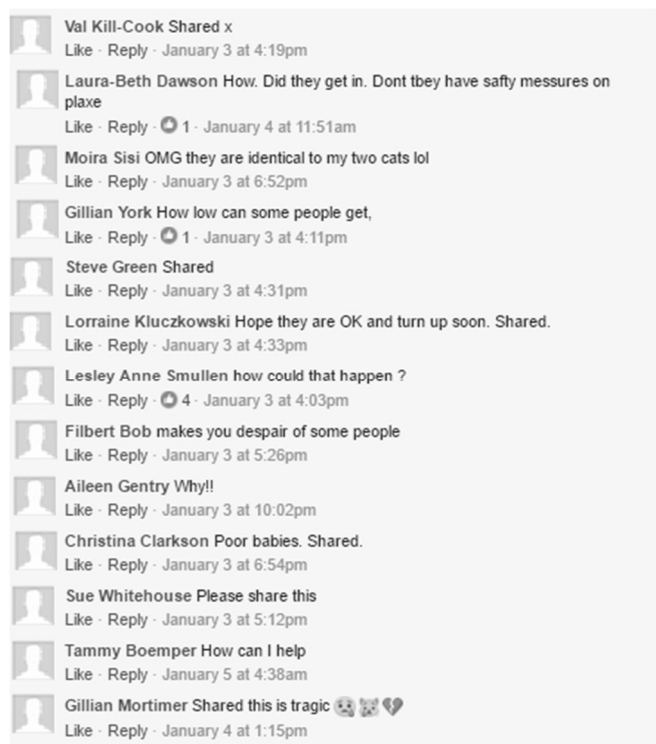 Val Kill-Cook Shared x
Like · Reply · January 3 at 4:19pm
Laura-Beth Dawson How. Did they get in. Dont tbey have safty messures on
plaxe
Like · Reply · 1 · January 4 at 11:51am
Moira Sisi OMG they are identical to my two cats lol
Like · Reply · January 3 at 6:52pm
Gillian York How low can some people get,
Like · Reply · 1 · January 3 at 4:11pm
Steve Green Shared
Like · Reply · January 3 at 4:31pm
Lorraine Kluczkowski Hope they are OK and turn up soon. Shared.
Like · Reply · January 3 at 4:33pm
Lesley Anne Smullen how could that happen ?
Like · Reply · 4 · January 3 at 4:03pm
Filbert Bob makes you despair of some people
Like · Reply · January 3 at 5:26pm
Aileen Gentry Why!!
Like · Reply · January 3 at 10:02pm
Christina Clarkson Poor babies. Shared.
Like · Reply · January 3 at 6:54pm
Sue Whitehouse Please share this
Like · Reply · January 3 at 5:12pm
Tammy Boemper How can I help
Like · Reply · January 5 at 4:38am
Gillian Mortimer Shared this is tragic 😢😿💔
Like · Reply · January 4 at 1:15pm